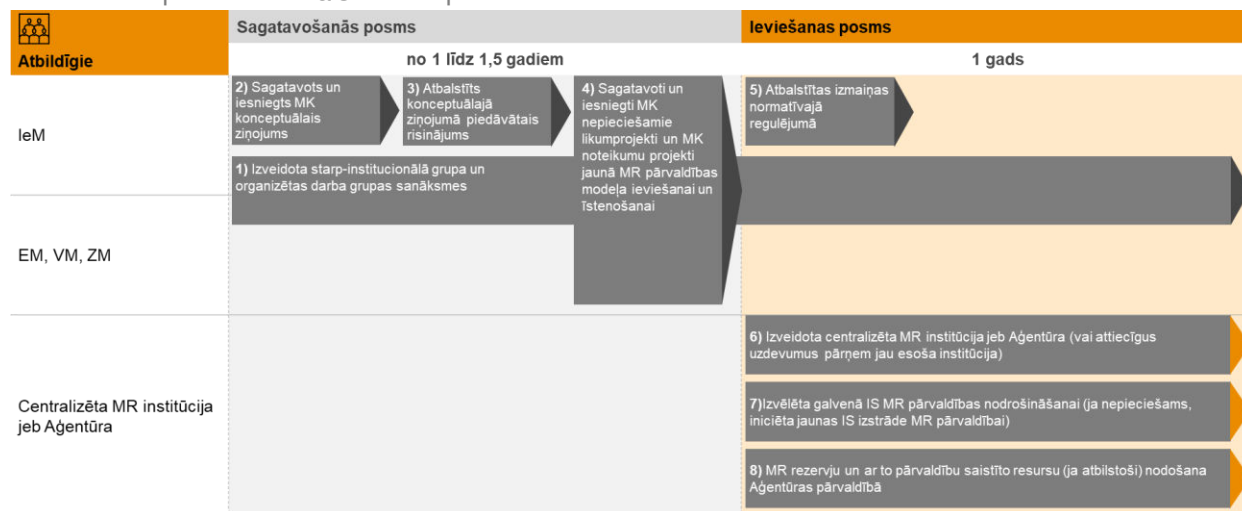 Sagatavošanās posms
Ieviešanas posms
Atbildīgie
no 1 līdz 1,5 gadiem
1 gads
IeM
2) Sagatavots un
iesniegts MK
konceptuālais
ziņojums
3) Atbalstīts
konceptuālajā
ziņojumā piedāvātais
risinājums
4) Sagatavoti un
iesniegti MK
nepieciešamie
likumprojekti un MK
noteikumu projekti
jaunā MR pārvaldības
modeļa ieviešanai un
īstenošanai
5) Atbalstītas izmaiņas
normatīvajā
regulējumā
1) Izveidota starp-institucionālā grupa un
organizētas darba grupas sanāksmes
EM, VM, ZM
Centralizēta MR institūcija
jeb Aģentūra
6) Izveidota centralizēta MR institūcija jeb Aģentūra (vai attiecīgus
uzdevumus pārņem jau esoša institūcija)
7)Izvēlēta galvenā IS MR pārvaldības nodrošināšanai (ja nepieciešams,
iniciēta jaunas IS izstrāde MR pārvaldībai)
8) MR rezervju un ar to pārvaldību saistīto resursu (ja atbilstoši) nodošana
Aģentūras pārvaldībā